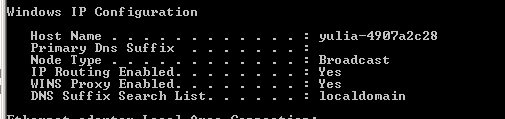 Windows IP Configuration
Host Name . . . . . . . . . . . . : yulia-4907a2c28
Primary Dns Suffix . . . . . . . :
Node Type . . . . . . . . . . . . : Broadcast
IP Routing Enabled. . . . . . . . : Yes
WINS Proxy Enabled. . . . . . . . : Yes
DNS Suffix Search List. . . . . . : localdomain
Ethernet adapter Local Area Connection: